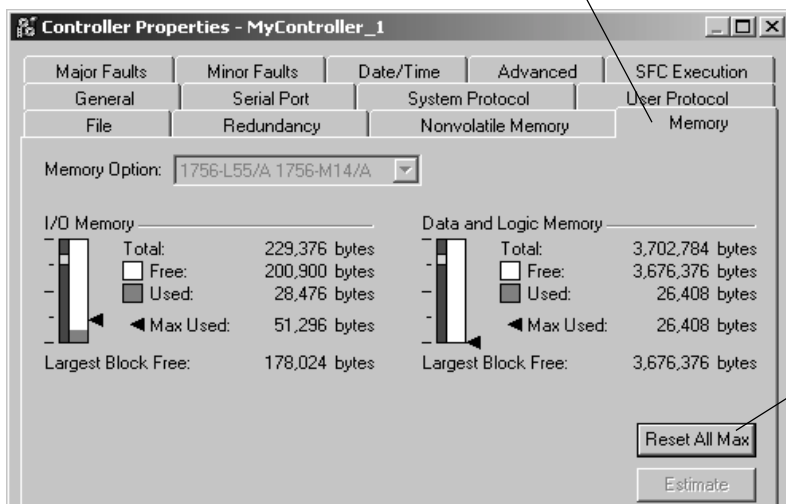 Controller Properties - MyController_1
Major Faults Minor Faults Date/Time Advanced SFC Execution
General Serial Port System Protocol User Protocol
File Redundancy Nonvolatile Memory Memory
Memory Option: 1756-L55/A 1756-M14/A
I/O Memory
Total: 229,376 bytes
Free: 200,900 bytes
Used: 28,476 bytes
Max Used: 51,296 bytes
Largest Block Free: 178,024 bytes
Data and Logic Memory
Total: 3,702,784 bytes
Free: 3,676,376 bytes
Used: 26,408 bytes
Max Used: 26,408 bytes
Largest Block Free: 3,676,376 bytes
Reset All Max
Estimate